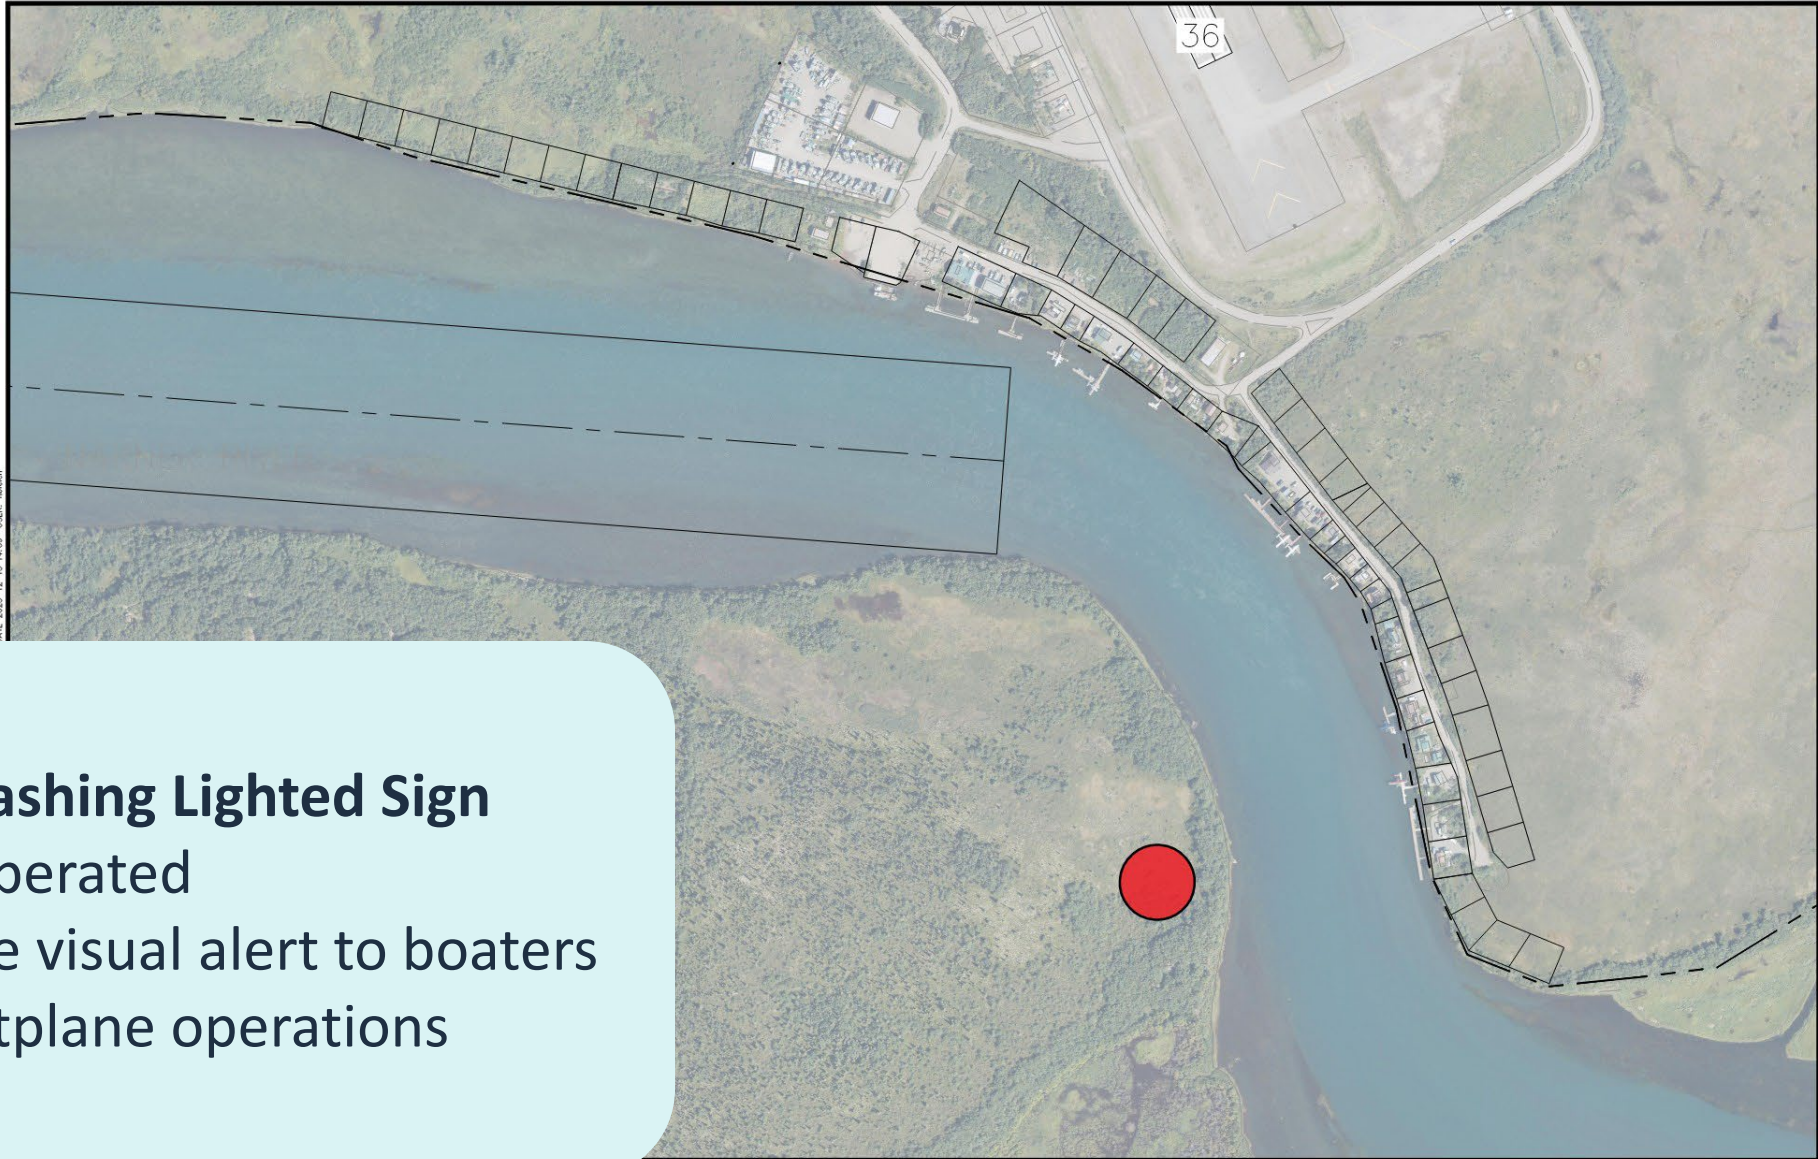 36
ashing Lighted Sign
perated
e visual alert to boaters
tplane operations